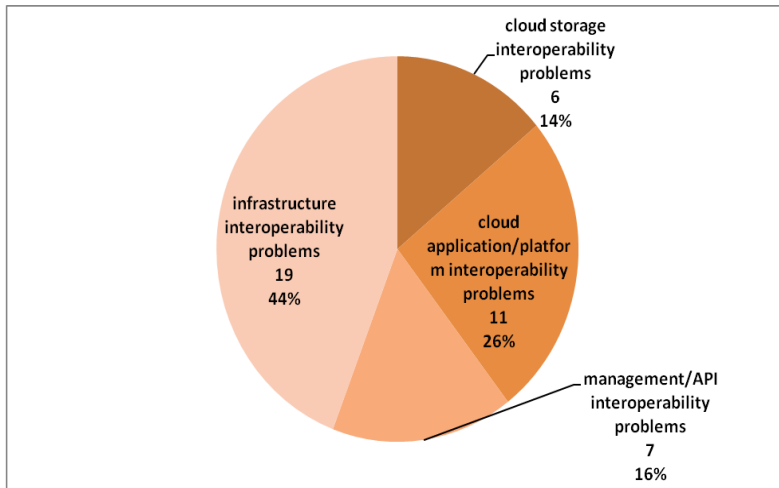 cloud storage
interoperability
problems
6
14%
infrastructure
interoperability
problems
19
44%
cloud
application/platfor
m interoperability
problems
11
26%
management/API
interoperability
problems
7
16%